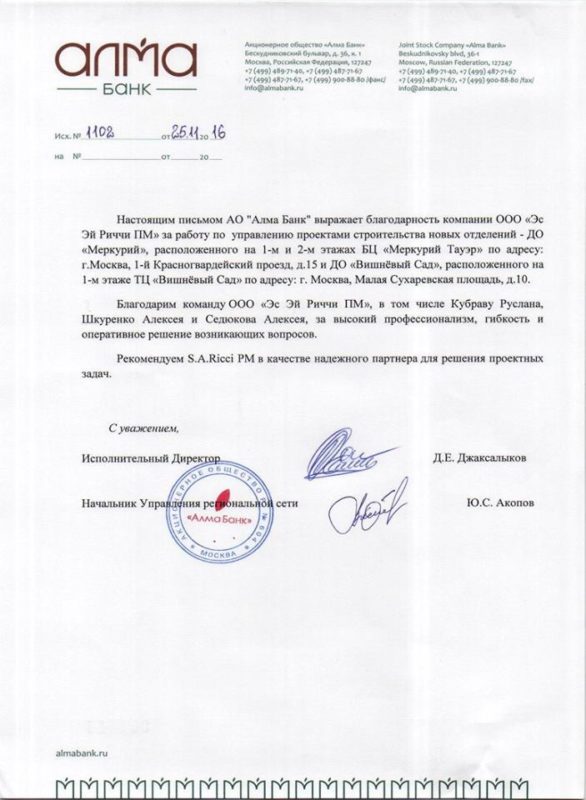 алма
БАНК
Акционерное общество «Алма Банк»
Бескудниковский бульвар, д. 36, к. 1
Москва, Российская Федерация, 127247
+7 (499) 489-71-40, +7 (499) 487-71-67
+7 (499) 487-71-67, +7 (499) 900-88-80 /факс/
info@almabank.ru
Joint Stock Company «Alma Bank»
Beskudnikovsky blvd, 36-1
Moscow, Russian Federation, 127247
+7 (499) 489-71-40, +7 (499) 487-71-67
+7 (499) 487-71-67, +7 (499) 900-88-80 /fax/
info@almabank.ru
Исх. № 1102 от 25.11 20 16
на № от 20
Настоящим письмом АО "Алма Банк" выражает благодарность компании ООО «Эс
Эй Риччи ПМ» за работу по управлению проектами строительства новых отделений - ДО
«Меркурий», расположенного на 1-м и 2-м этажах БЦ «Меркурий Тауэр» по адресу:
г.Москва, 1-й Красногвардейский проезд, д.15 и ДО «Вишнёвый Сад», расположенного на
1-м этаже ТЦ «Вишнёвый Сад» по адресу: г. Москва, Малая Сухаревская площадь, д.10.
Благодарим команду ООО «Эс Эй Риччи ПМ», в том числе Кубраву Руслана,
Шкуренко Алексея и Седюкова Алексея, за высокий профессионализм, гибкость и
оперативное решение возникающих вопросов.
Рекомендуем S.A.Ricci PM в качестве надежного партнера для решения проектных
задач.
С уважением,
Исполнительный Директор Д.Е. Джаксалыков
Начальник Управления региональной сети Ю.С. Акопов
АКЦИОНЕРНОЕ ОБЩЕСТВО
«Алма Банк»
МОСКВА
almabank.ru